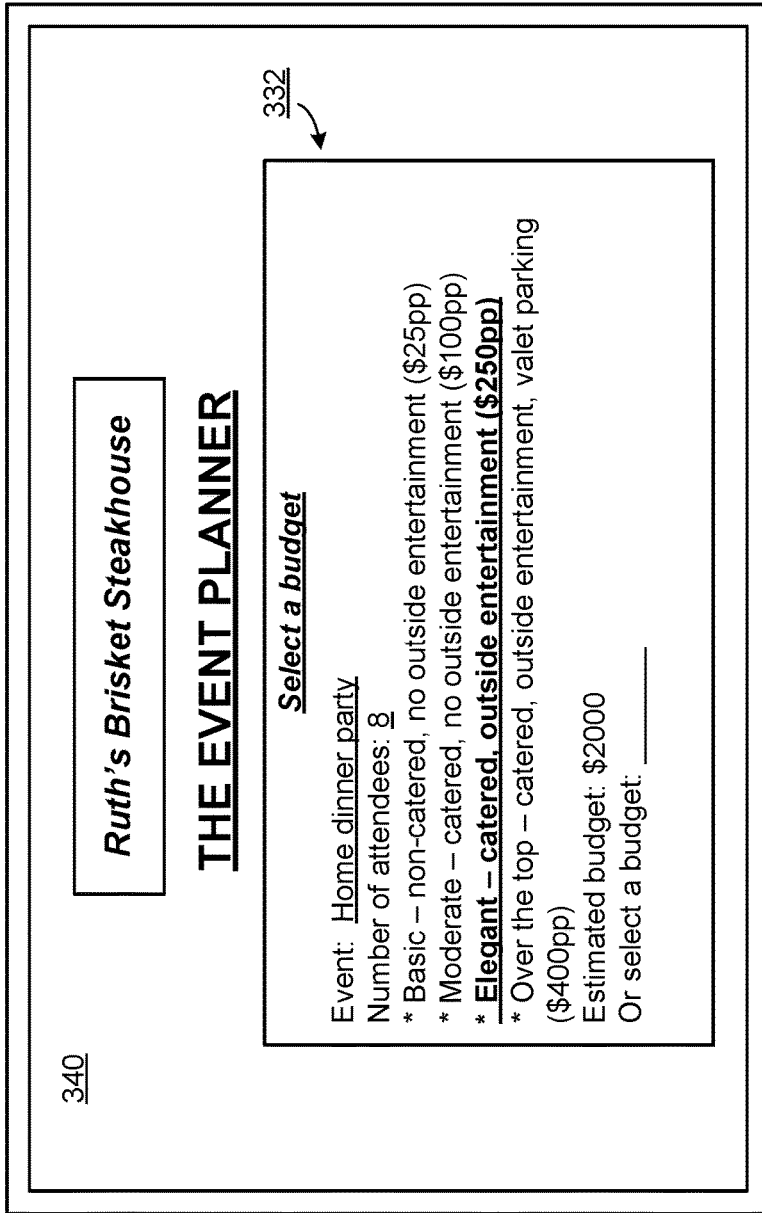 340
Ruth's Brisket Steakhouse
THE EVENT PLANNER
332
Select a budget
Event: Home dinner party
Number of attendees: 8
* Basic – non-catered, no outside entertainment ($25pp)
* Moderate – catered, no outside entertainment ($100pp)
* Elegant – catered, outside entertainment ($250pp)
* Over the top – catered, outside entertainment, valet parking
($400pp)
Estimated budget: $2000
Or select a budget: _____